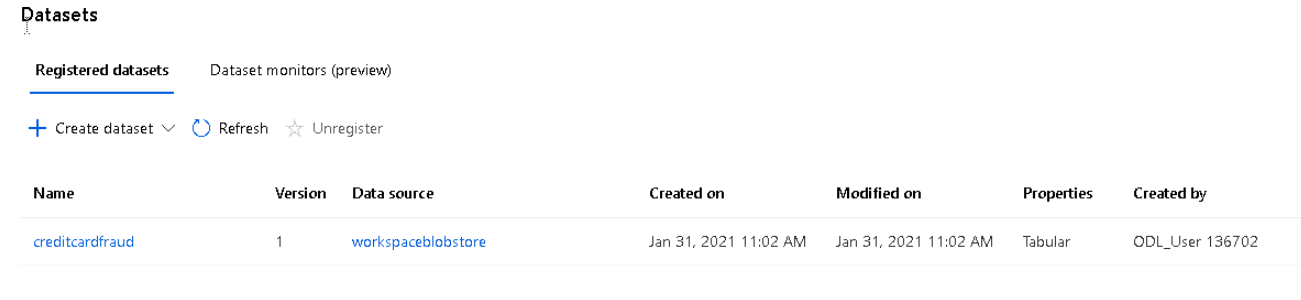 Datasets
Registered datasets Dataset monitors (preview)
Create dataset Refresh Unregister
Name Version Data source Created on Modified on Properties Created by
creditcardfraud 1 workspaceblobstore Jan 31, 2021 11:02 AM Jan 31, 2021 11:02 AM Tabular ODL_User 136702